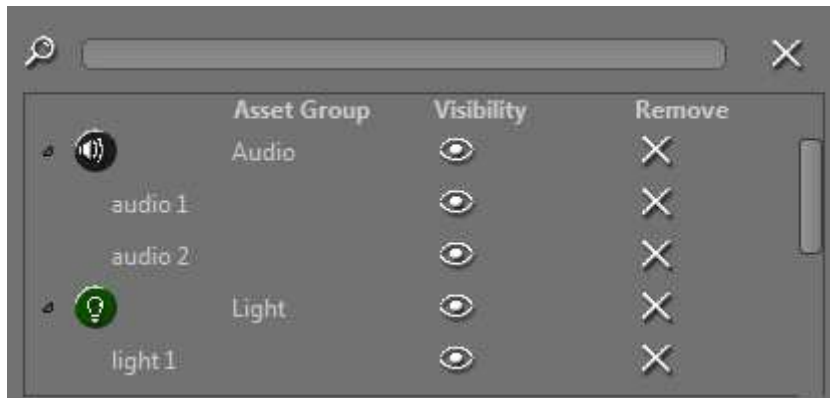 Asset Group Visibility Remove
Audio
audio 1
audio 2
Light
light 1